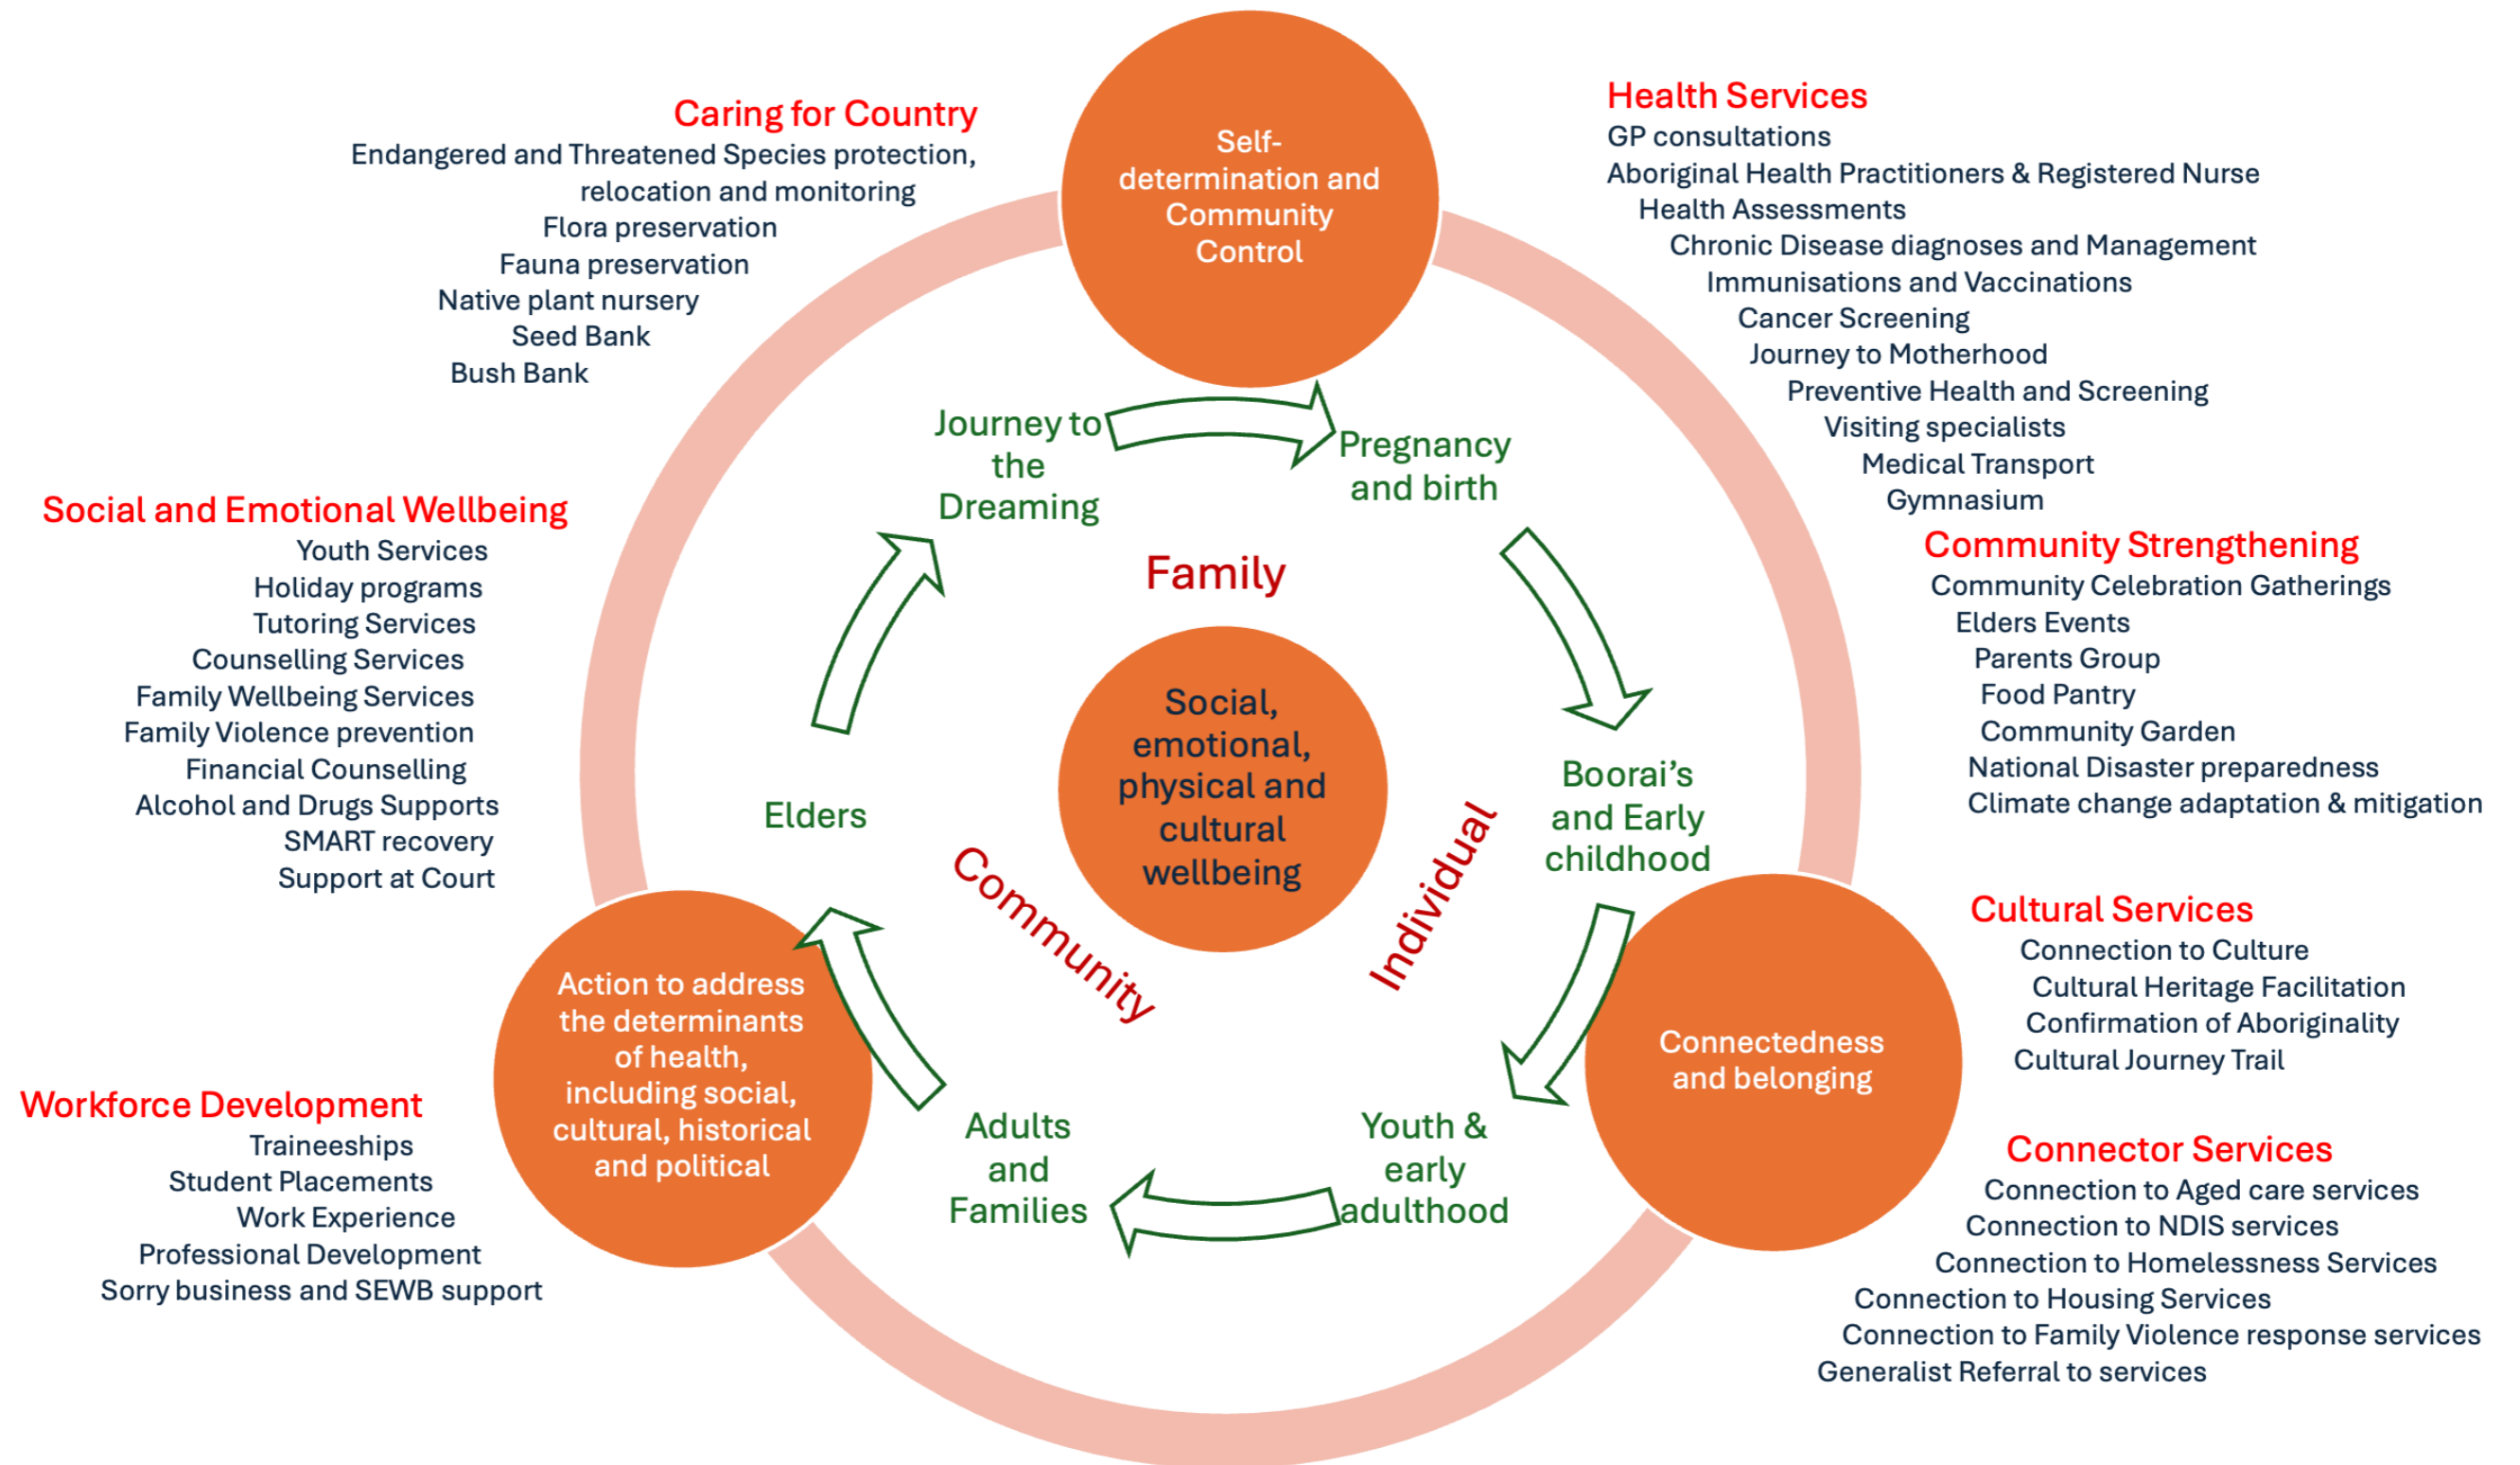 Self-
determination and
Community
Control
Caring for Country
Endangered and Threatened Species protection,
relocation and monitoring
Flora preservation
Fauna preservation
Native plant nursery
Seed Bank
Bush Bank
Health Services
GP consultations
Aboriginal Health Practitioners & Registered Nurse
Health Assessments
Chronic Disease diagnoses and Management
Immunisations and Vaccinations
Cancer Screening
Journey to Motherhood
Preventive Health and Screening
Visiting specialists
Medical Transport
Gymnasium
Journey to
the
Dreaming
Pregnancy
and birth
Social and Emotional Wellbeing
Youth Services
Holiday programs
Tutoring Services
Counselling Services
Family Wellbeing Services
Family Violence prevention
Financial Counselling
Alcohol and Drugs Supports
SMART recovery
Support at Court
Family
Community
Individual
Social,
emotional,
physical and
cultural
wellbeing
Elders
Boorai’s
and Early
childhood
Community Strengthening
Community Celebration Gatherings
Elders Events
Parents Group
Food Pantry
Community Garden
National Disaster preparedness
Climate change adaptation & mitigation
Cultural Services
Connection to Culture
Cultural Heritage Facilitation
Confirmation of Aboriginality
Cultural Journey Trail
Action to address
the determinants
of health,
including social,
cultural, historical
and political
Connectedness
and belonging
Adults
and
Families
Youth &
early
adulthood
Workforce Development
Traineeships
Student Placements
Work Experience
Professional Development
Sorry business and SEWB support
Connector Services
Connection to Aged care services
Connection to NDIS services
Connection to Homelessness Services
Connection to Housing Services
Connection to Family Violence response services
Generalist Referral to services